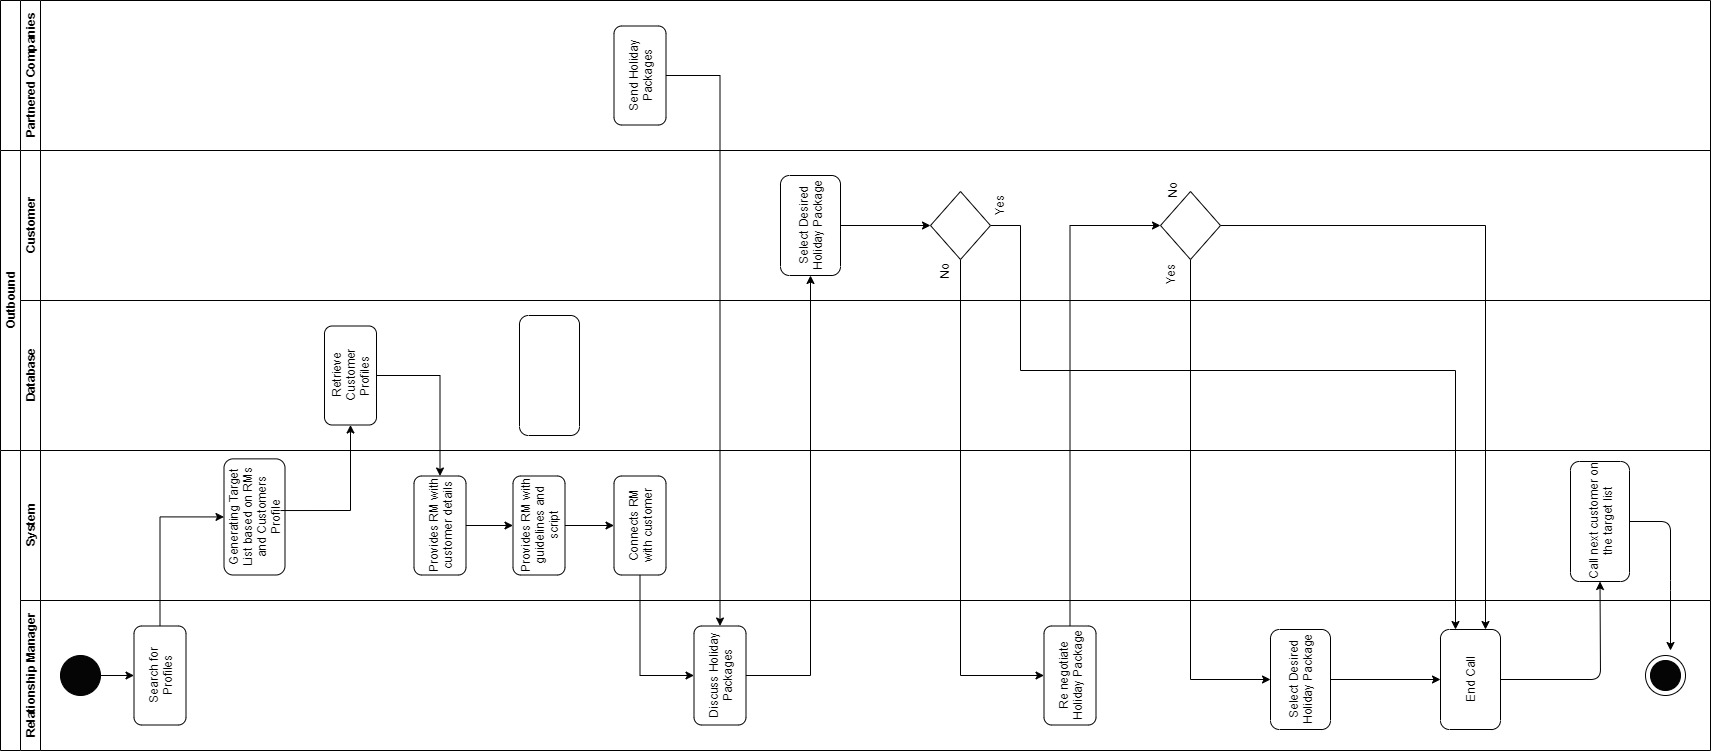 Outbound
Partnered Companies
Customer
Database
System
Relationship Manager
Search for
Profiles
Generating Target
List based on RMs
and Customers
Profile
Retrieve
Customer
Profiles
Provides RM with
customer details
Provides RM with
guidelines and
script
Connects RM
with customer
Send Holiday
Packages
Discuss Holiday
Packages
Select Desired
Holiday Package
Yes
No
Re negotiate
Holiday Package
No
Yes
Select Desired
Holiday Package
End Call
Call next customer on
the target list